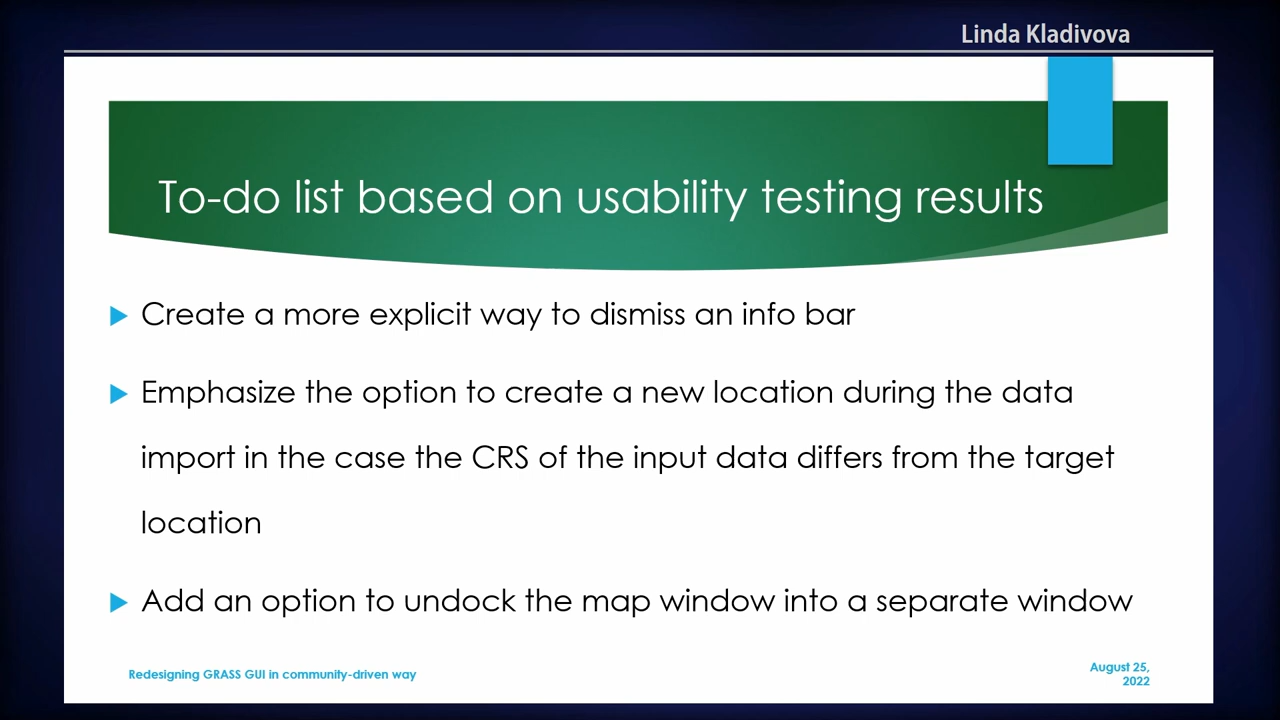 Linda Kladivova
To-do list based on usability testing results
Create a more explicit way to dismiss an info bar
Emphasize the option to create a new location during the data
import in the case the CRS of the input data differs from the target
location
Add an option to undock the map window into a separate window
Redesigning GRASS GUI in community-driven way
August 25,
2022